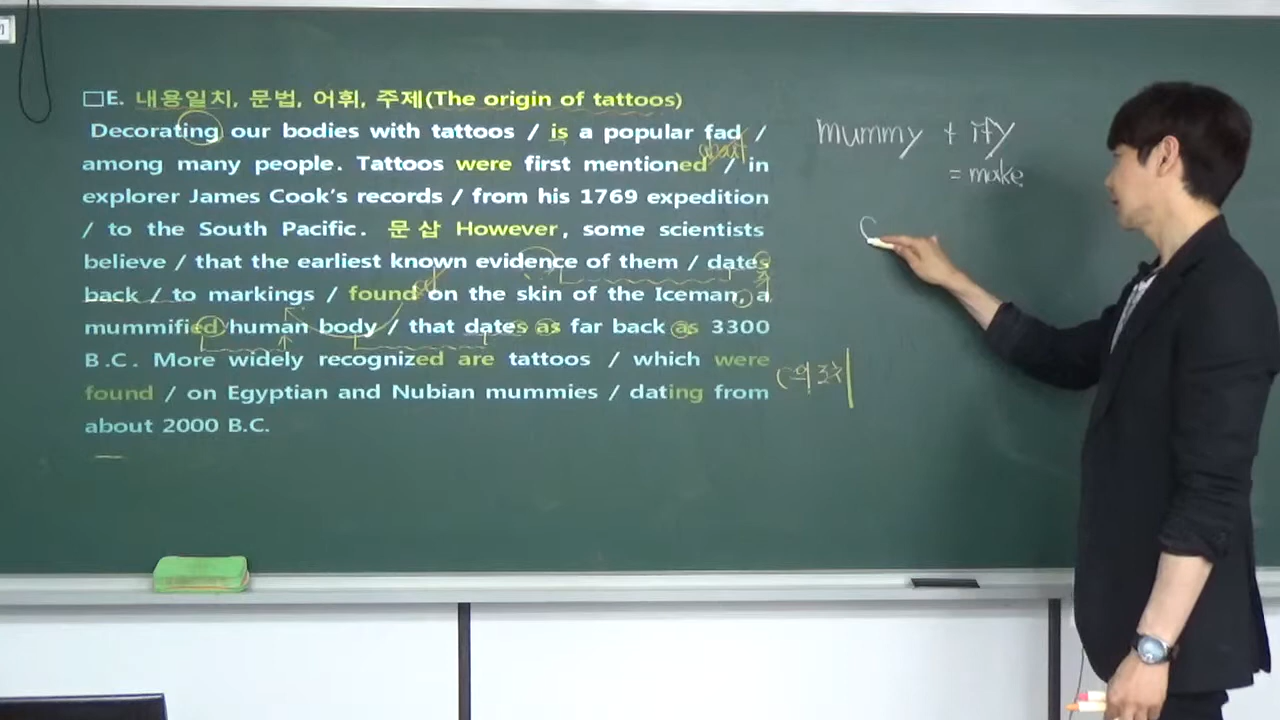 □E. 내용일치, 문법, 어휘, 주제(The origin of tattoos)
Decorating our bodies with tattoos / is a popular fad /
among many people. Tattoos were first mentioned / in
explorer James Cook's records / from his 1769 expedition
/ to the South Pacific. 문 삽 However, some scientists
believe / that the earliest known evidence of them / dates
back / to markings / found on the skin of the Iceman, a
mummified human body / that dates as far back as 3300
B.C. More widely recognized are tattoos / which were
found / on Egyptian and Nubian mummies / dating from
about 2000 B.C.
mummy + ify
= make